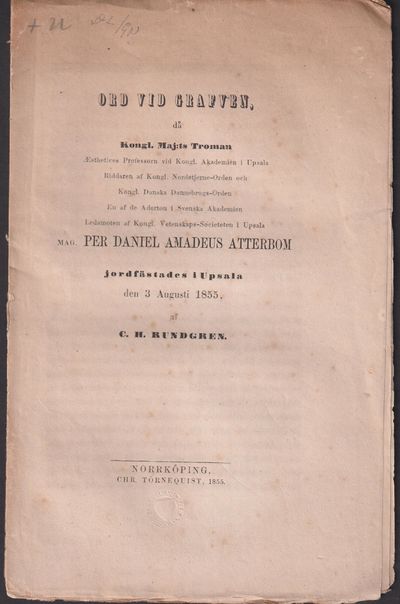 + u
ORD VID GRAFVEN,
då
Kongl. Maj:ts Troman
Æsthetices Professorn vid Kongl. Akademien i Upsala
Riddaren af Kongl. Nordstjerne-Orden och
Kongl. Danska Dannebrogs-Orden
En af de Aderton i Svenska Akademien
Ledamoten af Kongl. Vetenskaps-Societeten i Upsala
MAG. PER DANIEL AMADEUS ATTERBOM
jordfästades i Upsala
den 3 Augusti 1855,
af
C. H. RUNDGREN.
NORRKÖPING,
CHR. TÖRNEQUIST, 1855.